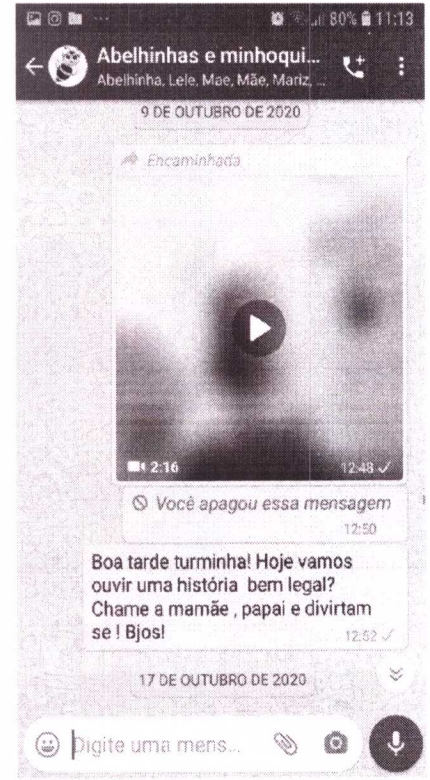 80% 11:13
Abelhinhas e minhoqui...
Abelhinha, Lele, Mae, Mãe, Mariz, ...
9 DE OUTUBRO DE 2020
Encaminhada
2:16 12:48
Você apagou essa mensagem
12:50
Boa tarde turminha! Hoje vamos
ouvir uma história bem legal?
Chame a mamãe , papai e divirtam
se ! Bjos!
12:52
17 DE OUTUBRO DE 2020
Digite uma mens...